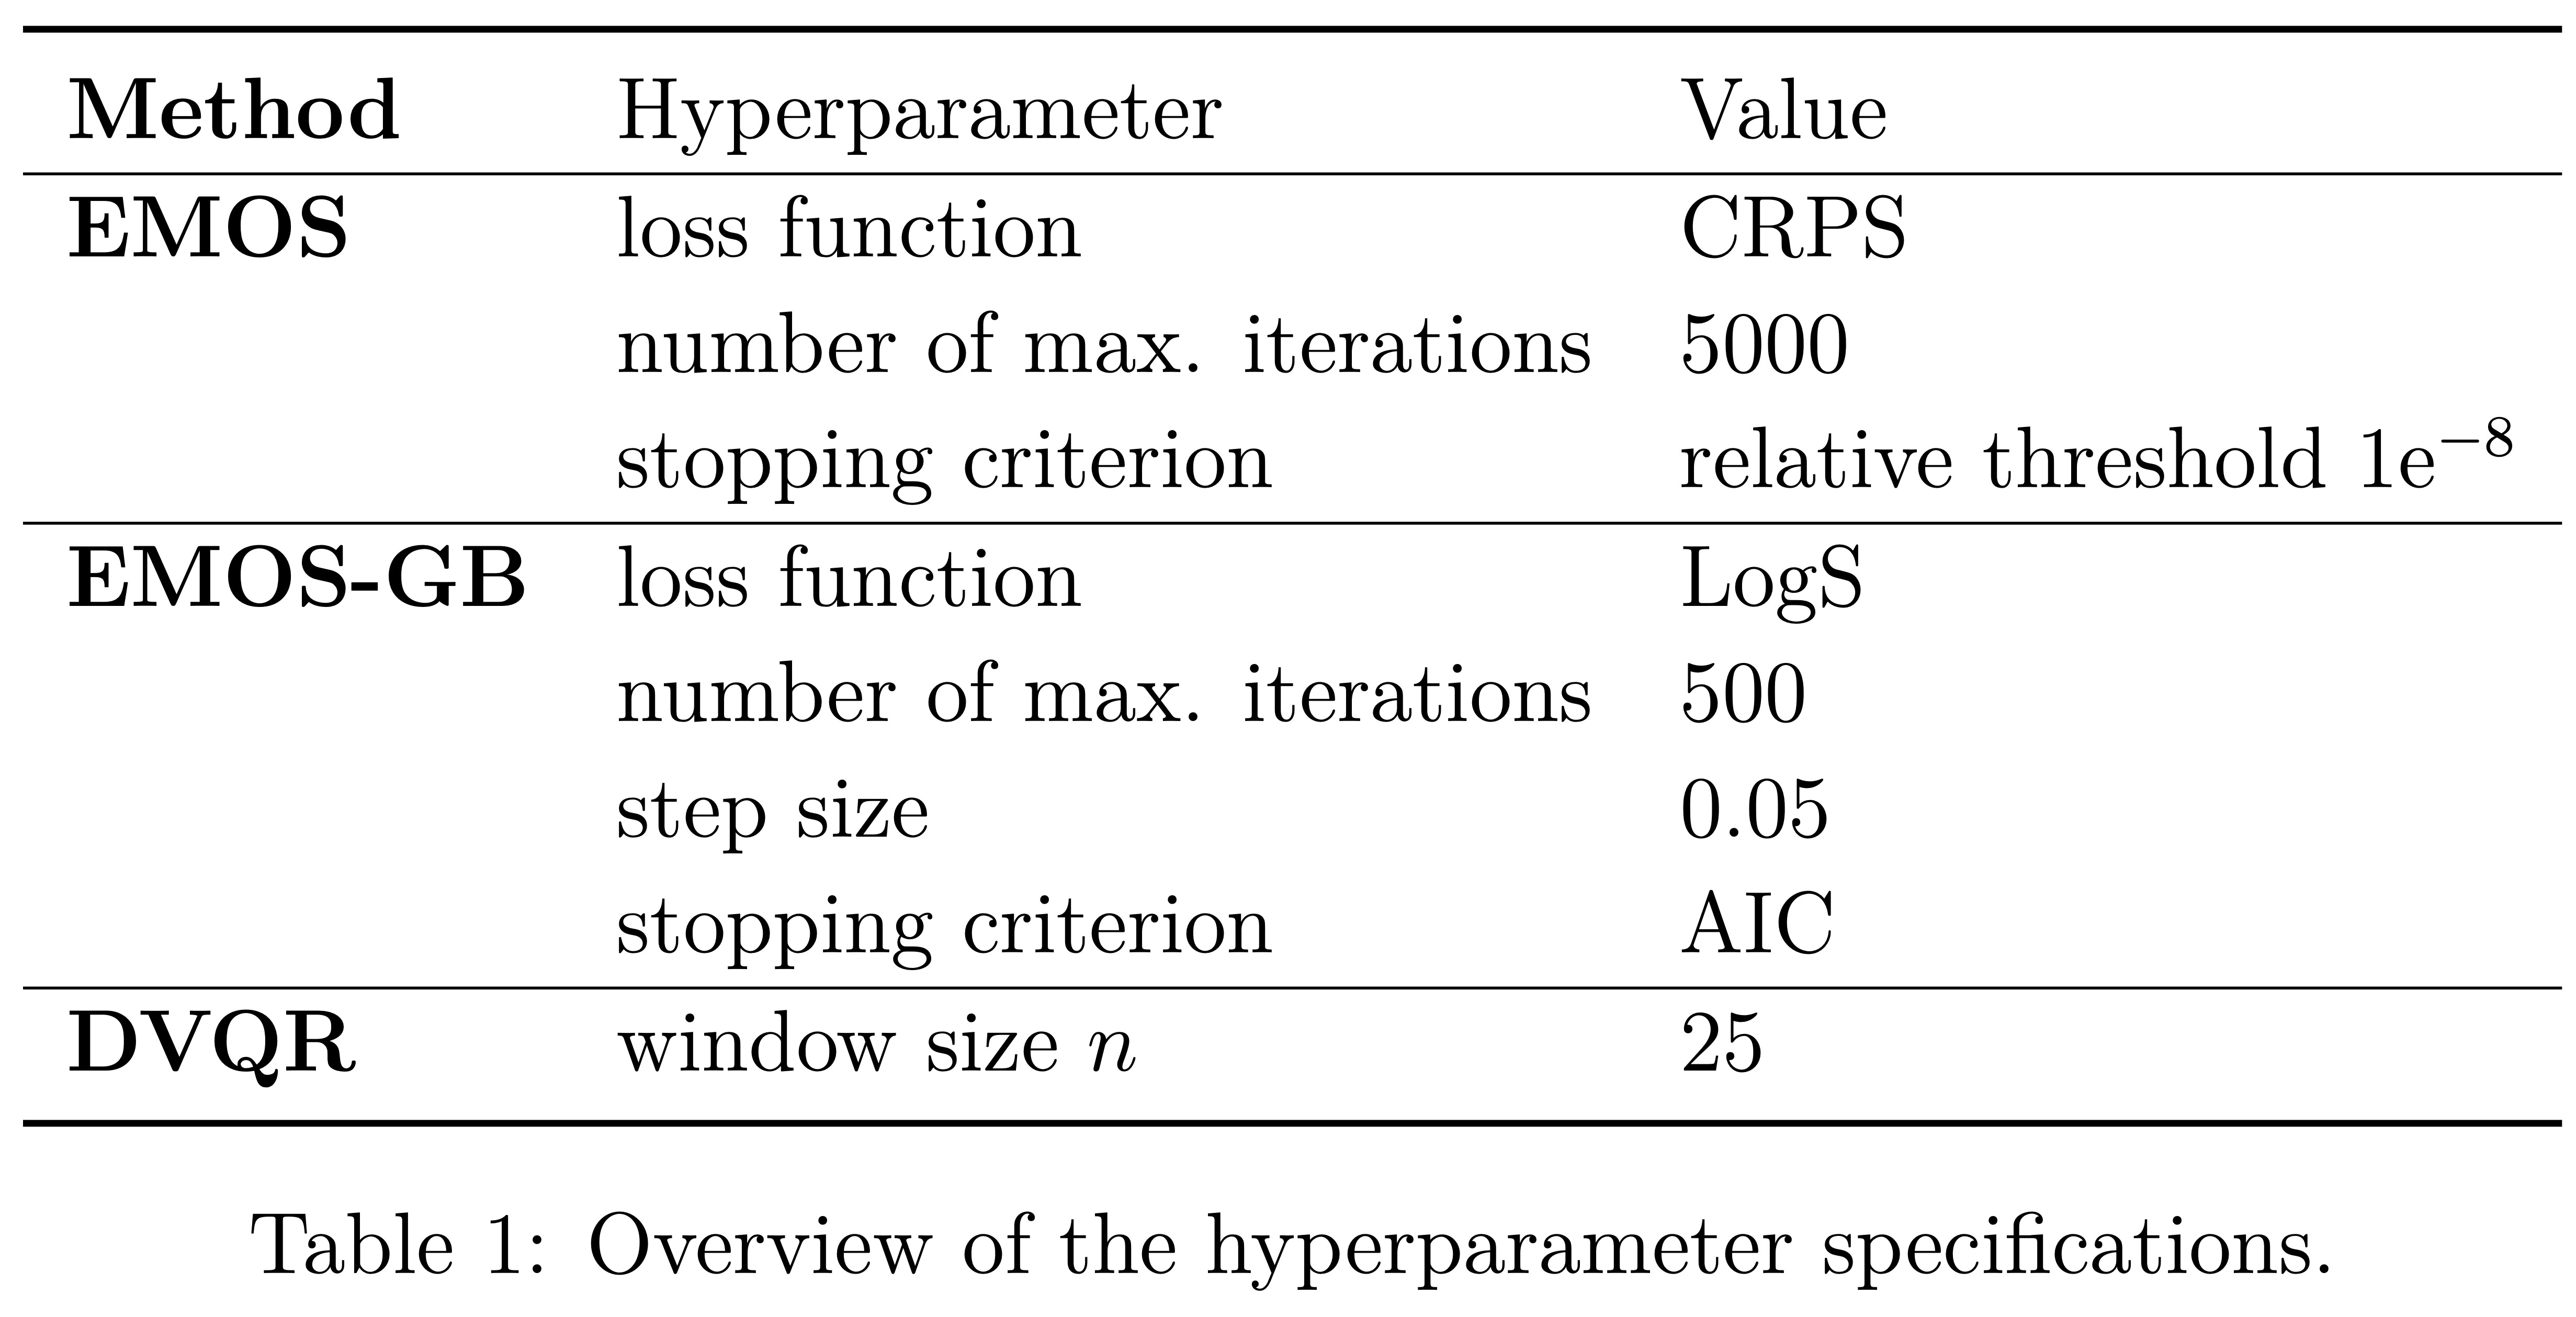 Method Hyperparameter Value
EMOS loss function CRPS
number of max. iterations 5000
stopping criterion relative threshold 1e⁻⁸
EMOS-GB loss function LogS
number of max. iterations 500
step size 0.05
stopping criterion AIC
DVQR window size n 25
Table 1: Overview of the hyperparameter specifications.